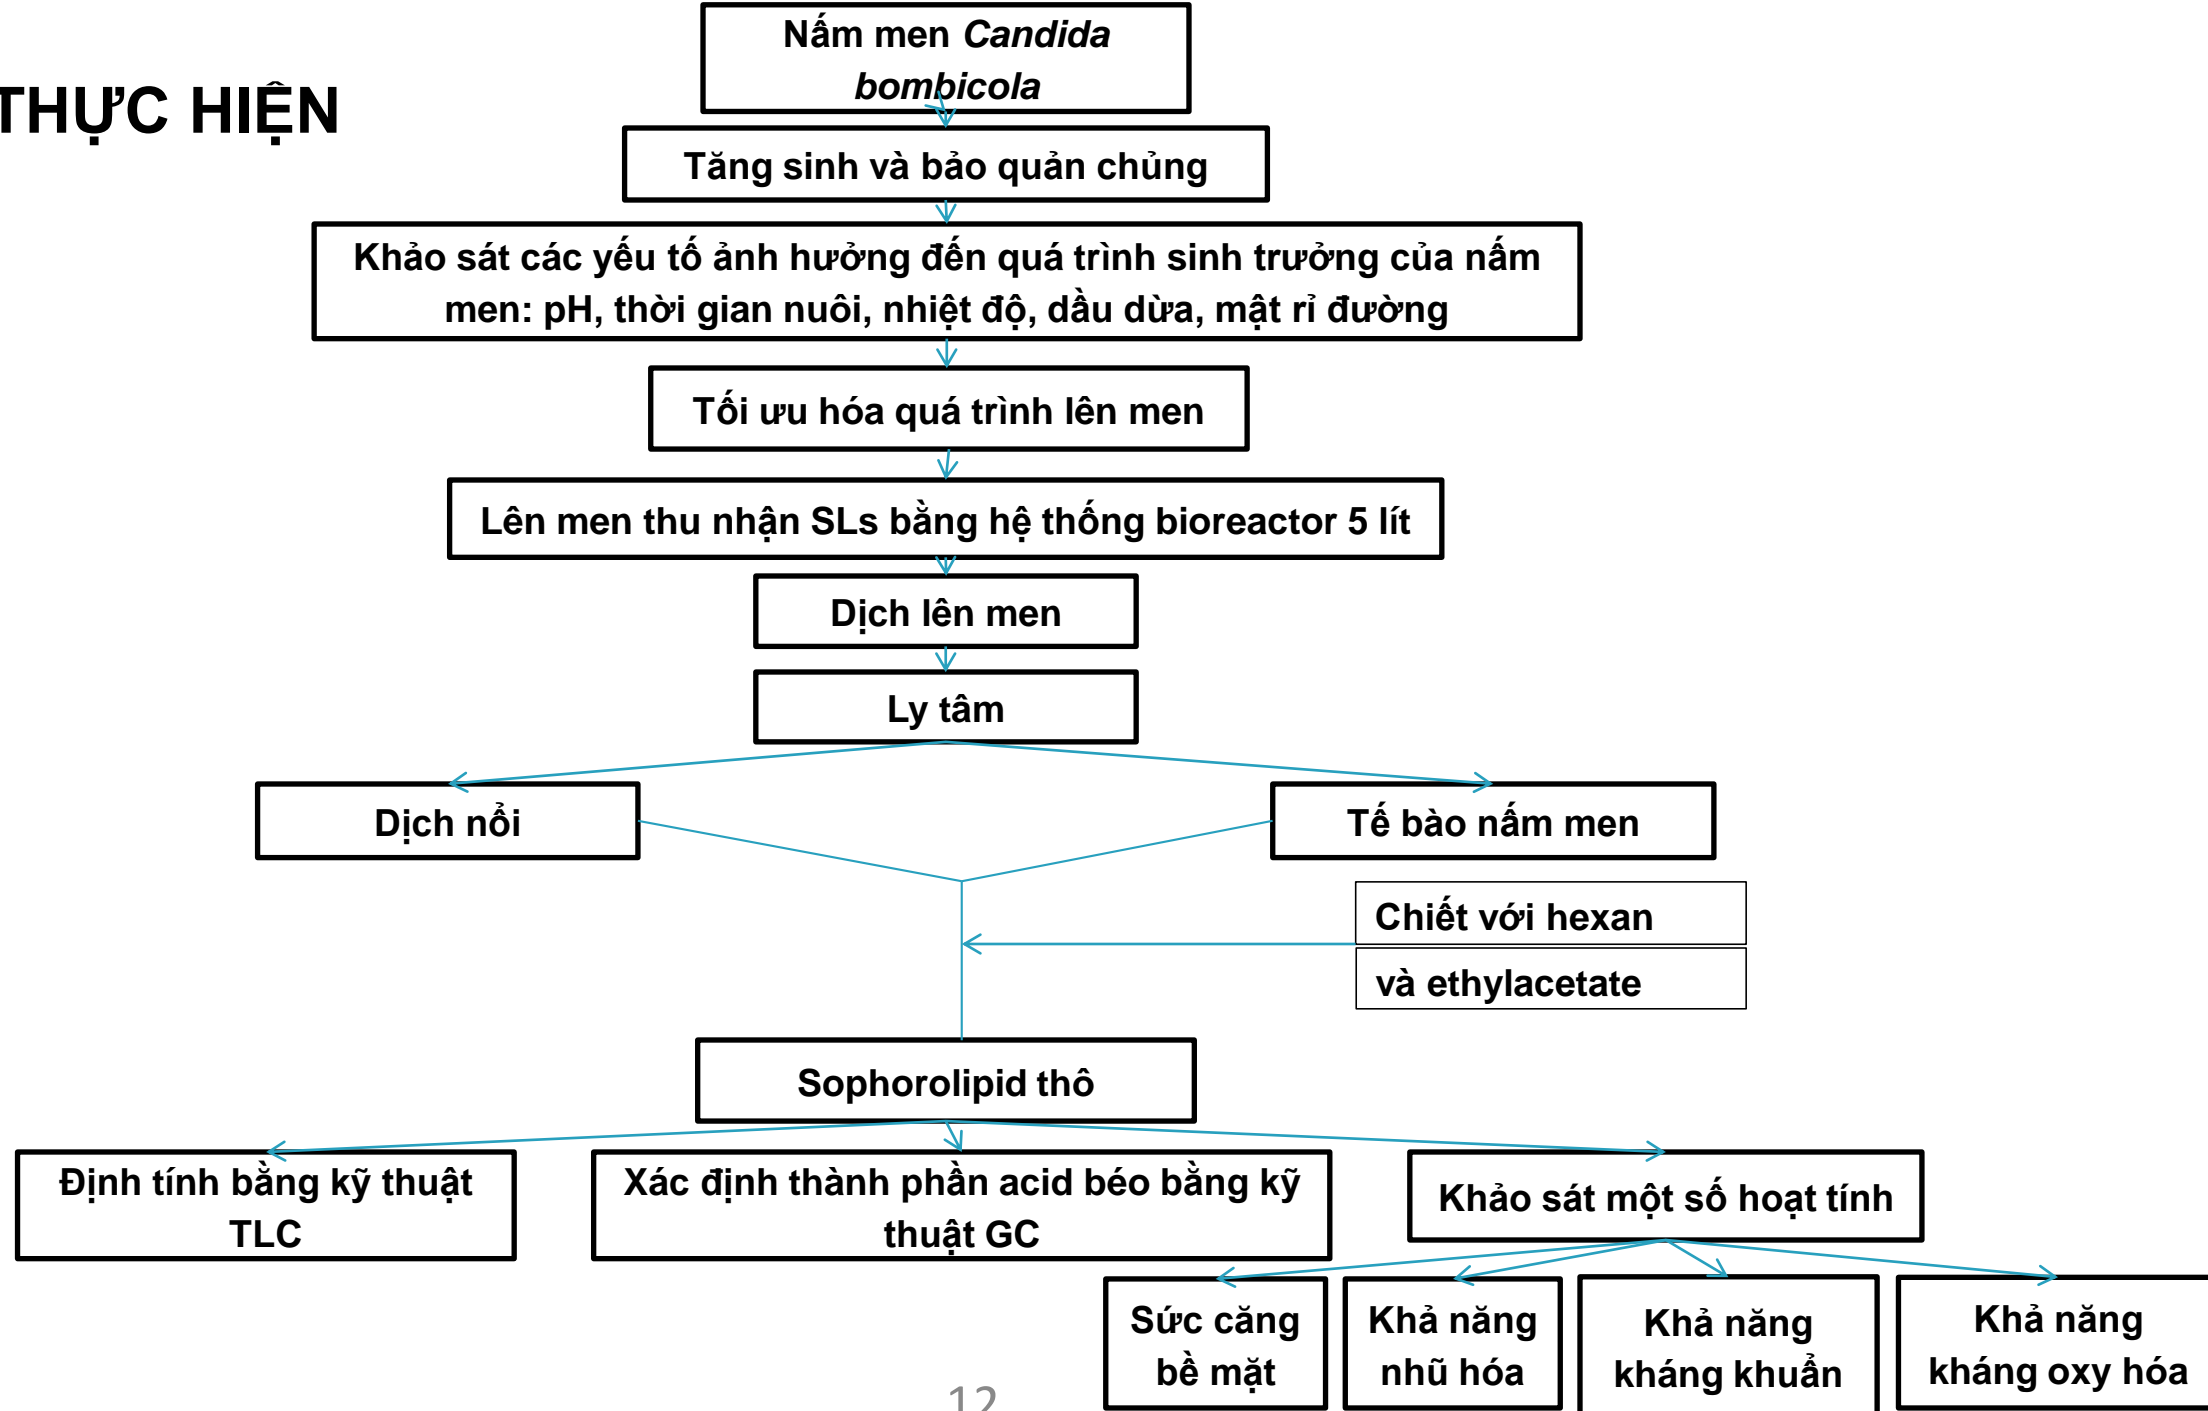 Nấm men Candida
bombicola
THỰC HIỆN
Tăng sinh và bảo quản chủng
Khảo sát các yếu tố ảnh hưởng đến quá trình sinh trưởng của nấm
men: pH, thời gian nuôi, nhiệt độ, dầu dừa, mật rỉ đường
Tối ưu hóa quá trình lên men
Lên men thu nhận SLs bằng hệ thống bioreactor 5 lít
Dịch lên men
Ly tâm
Dịch nổi
Tế bào nấm men
Chiết với hexan
và ethylacetate
Sophorolipid thô
Định tính bằng kỹ thuật
TLC
Xác định thành phần acid béo bằng kỹ
thuật GC
Khảo sát một số hoạt tính
Sức căng
bề mặt
Khả năng
nhũ hóa
Khả năng
kháng khuẩn
Khả năng
kháng oxy hóa
12